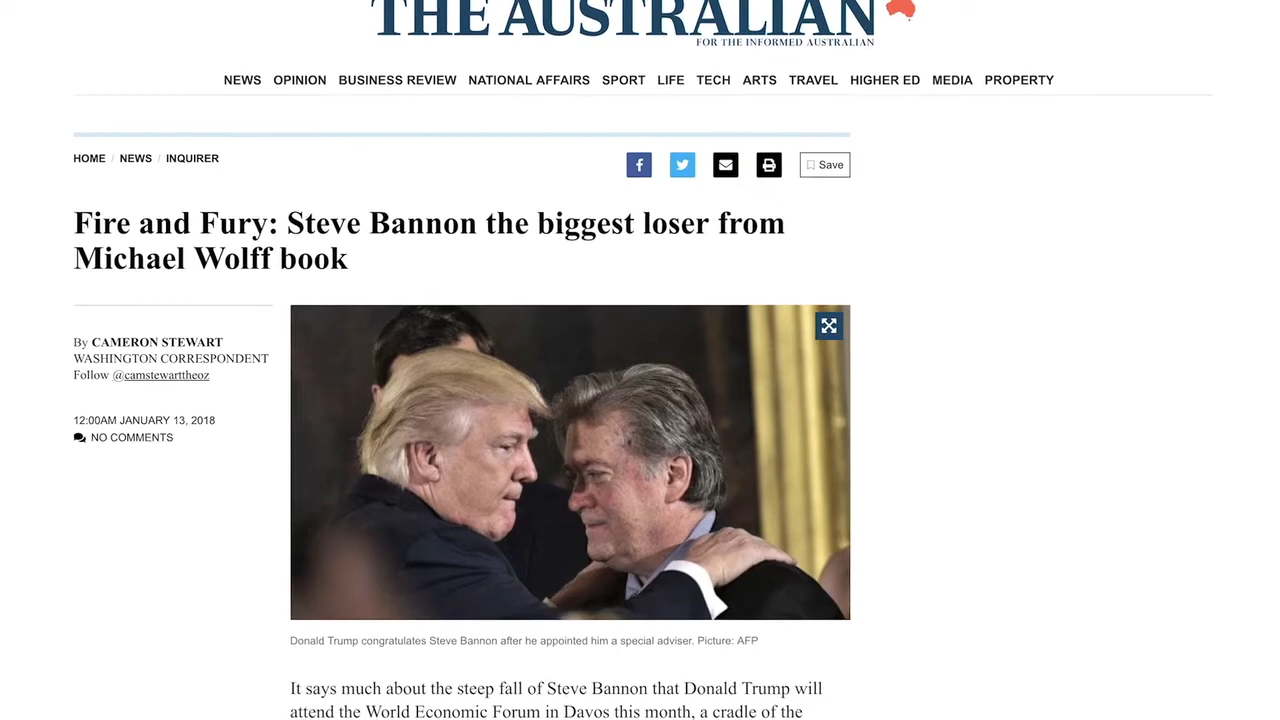 THE AUSTRALIAN
FOR THE INFORMED AUSTRALIAN
NEWS OPINION BUSINESS REVIEW NATIONAL AFFAIRS SPORT LIFE TECH ARTS TRAVEL HIGHER ED MEDIA PROPERTY
HOME / NEWS / INQUIRER
f
Save
Fire and Fury: Steve Bannon the biggest loser from
Michael Wolff book
By CAMERON STEWART
WASHINGTON CORRESPONDENT
Follow @camstewarttheoz
12:00AM JANUARY 13, 2018
NO COMMENTS
Donald Trump congratulates Steve Bannon after he appointed him a special adviser. Picture: AFP
It says much about the steep fall of Steve Bannon that Donald Trump will
attend the World Economic Forum in Davos this month, a cradle of the